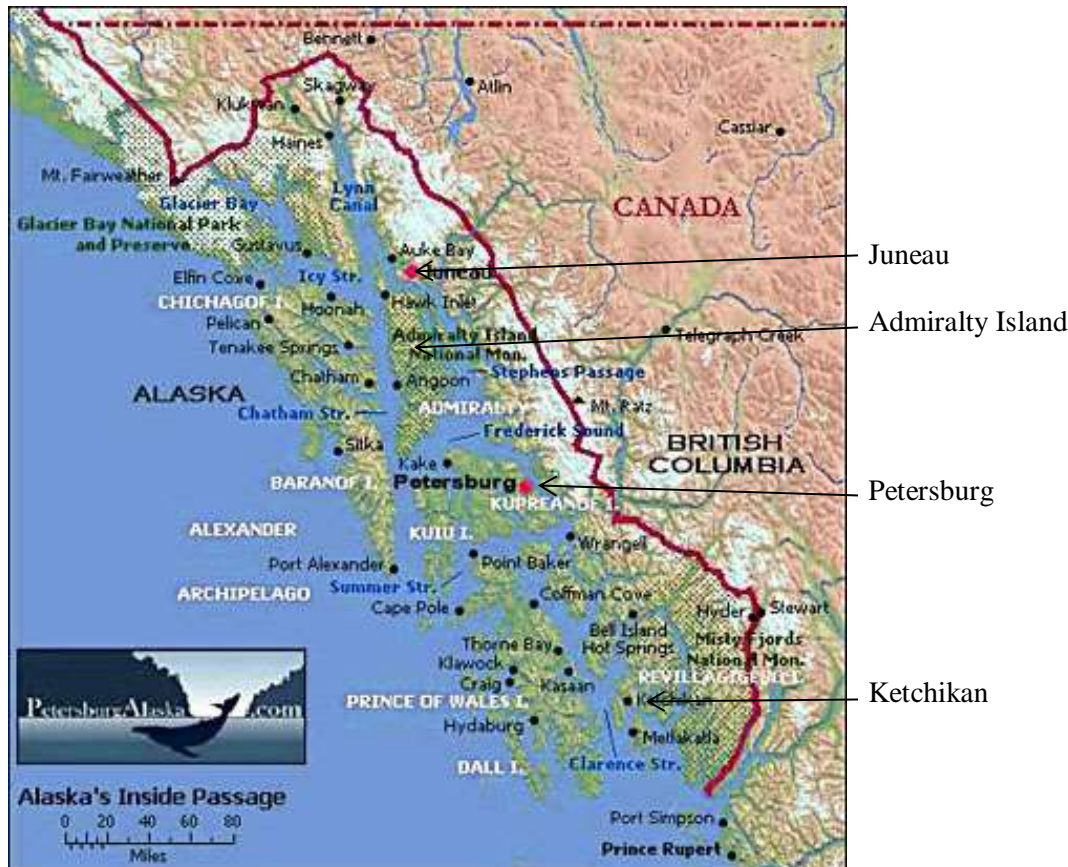 Bennett
Skagway
Atlin
Klukwan
Cassiar
Haines
Mt. Fairweather
Lynn
Canal
Glacier Bay
CANADA
Glacier Bay National Park
and Preserve
Gustavus
Auke Bay
Juneau
Juneau
Elfin Cove
Icy Str.
CHICHAGOF I.
Hoonah
Hawk Inlet
Pelican
Admiralty Island
National Mon.
Telegraph Creek
Admiralty Island
Tenakee Springs
Stephens Passage
Chatham
Angoon
ALASKA
ADMIRALTY
Mt. Ratz
Chatham Str.
Frederick Sound
Sitka
BRITISH
COLUMBIA
Kake
BARANOF I.
Petersburg
Petersburg
KUPREANOF I.
ALEXANDER
KUIU I.
Wrangell
Port Alexander
Point Baker
Summer Str.
ARCHIPELAGO
Cape Pole
Coffman Cove
Hyder
Stewart
Bell Island
Hot Springs
Misty Fjords
National Mon.
Thorne Bay
Klawock
Craig
Kasaan
REVILLAGIGEDO I.
Ketchikan
PRINCE OF WALES I.
Ketchikan
Hydaburg
Metlakatla
Clarence Str.
DALL I.
PetersburgAlaska.com
Alaska's Inside Passage
0 20 40 60 80
Miles
Port Simpson
Prince Rupert